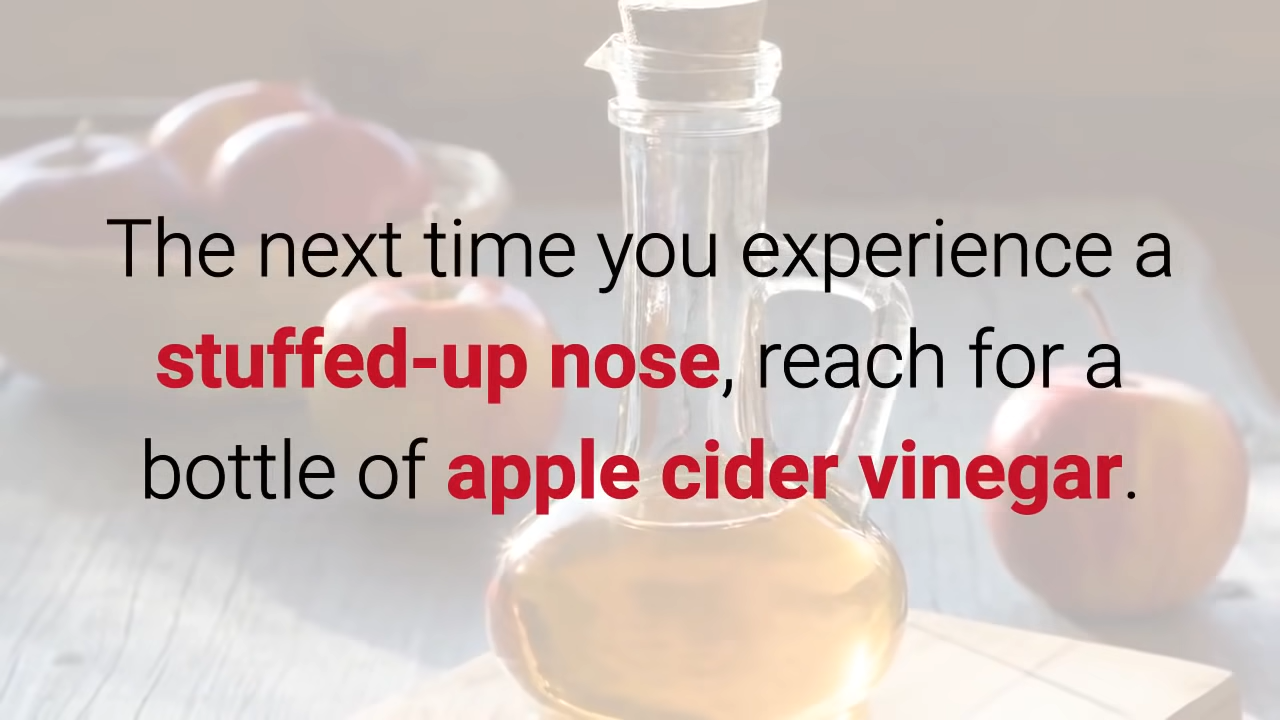 The next time you experience a
stuffed-up nose, reach for a
bottle of apple cider vinegar.